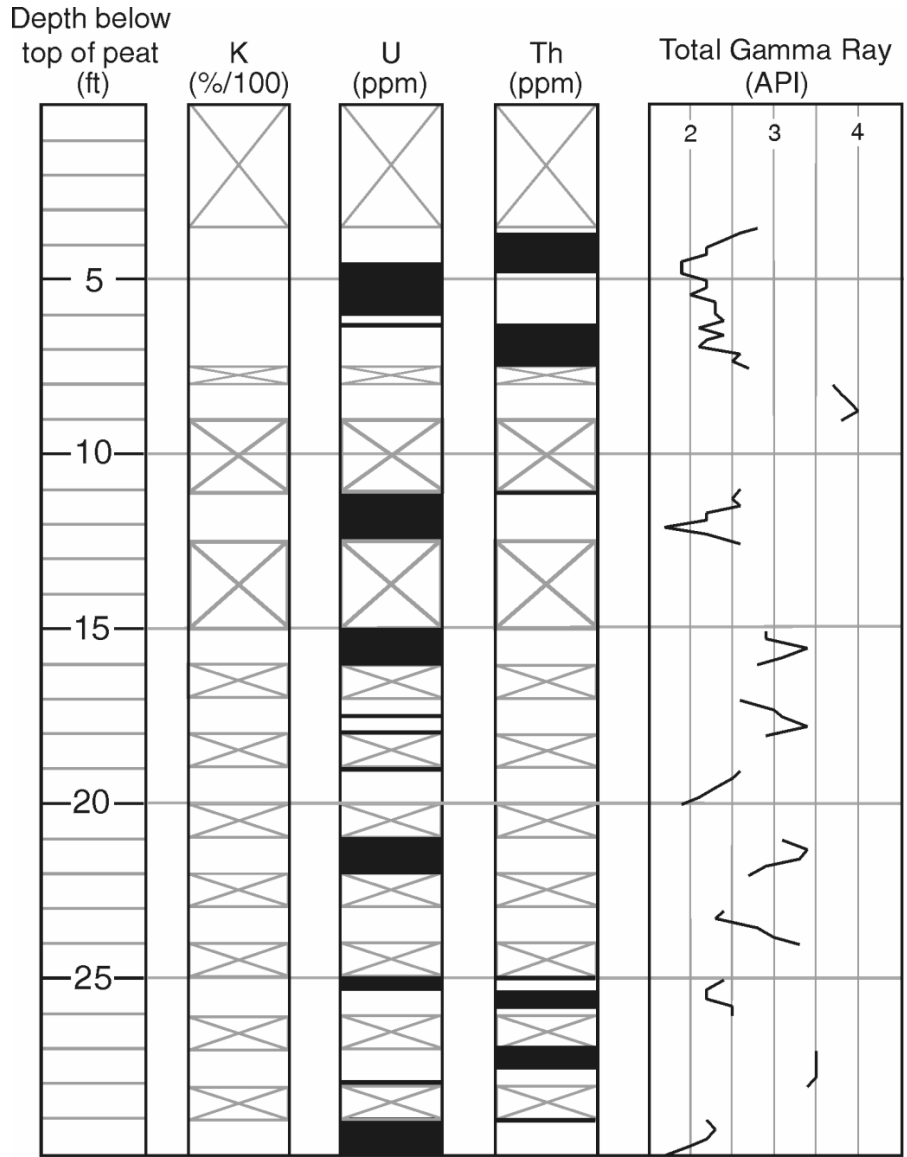 Depth below
top of peat
(ft)
K
(%/100)
U
(ppm)
Th
(ppm)
Total Gamma Ray
(API)
2 3 4
5
10
15
20
25